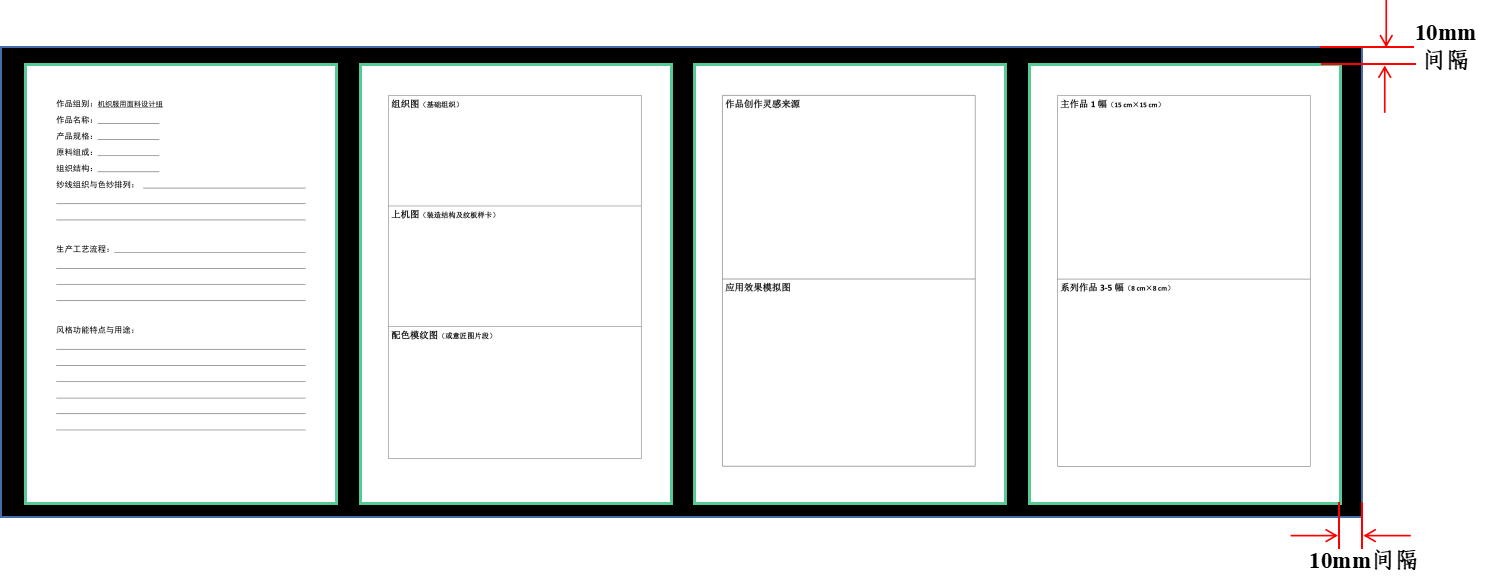 10mm
间隔
作品组别：机织服用面料设计组
作品名称：
产品规格：
原料组成：
组织结构：
纱线组织与色纱排列：
生产工艺流程：
风格功能特点与用途：
组织图（基础组织）
上机图（装造结构及纹板样卡）
配色模纹图（或意匠图片段）
作品创作灵感来源
应用效果模拟图
主作品 1 幅（15 cm×15 cm）
系列作品 3-5 幅（8 cm×8 cm）
10mm间隔